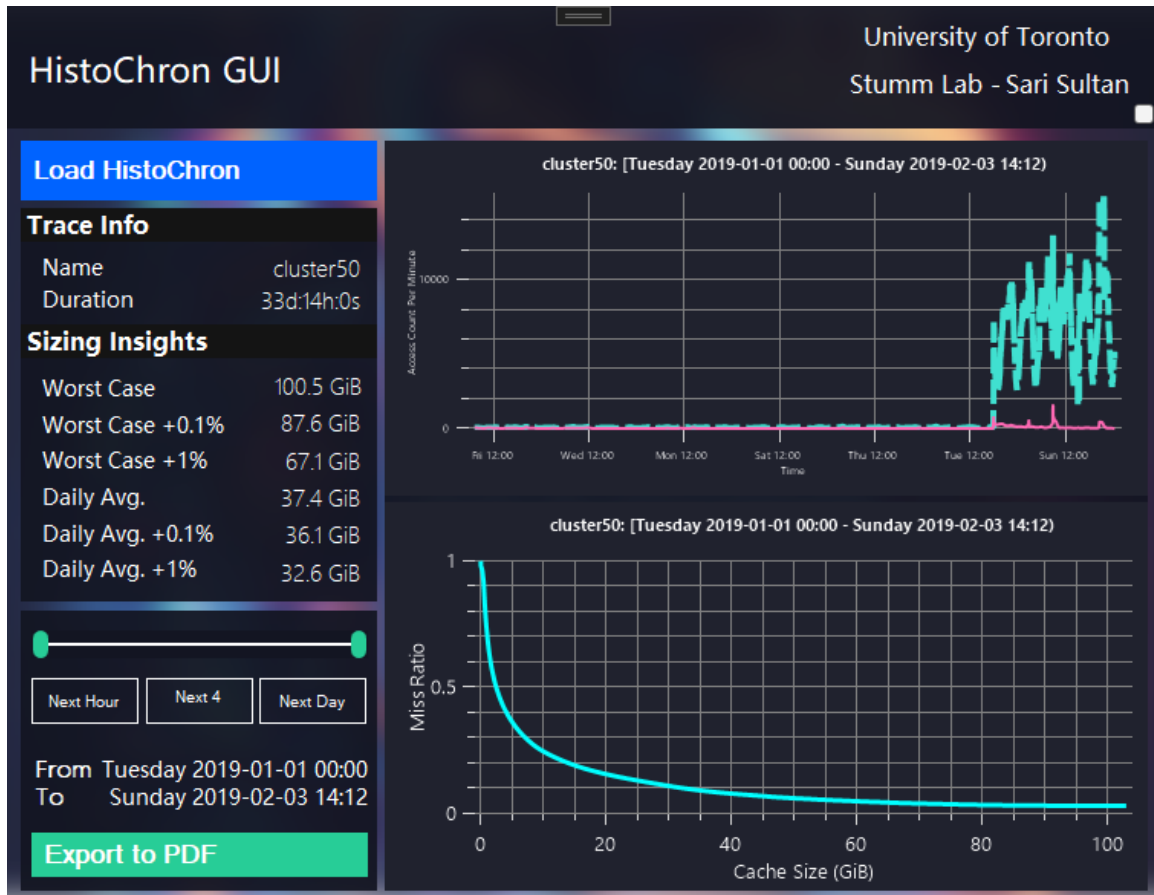 HistoChron GUI
University of Toronto
Stumm Lab - Sari Sultan
Load HistoChron
Trace Info
Name cluster50
Duration 33d:14h:0s
Sizing Insights
Worst Case 100.5 GiB
Worst Case +0.1% 87.6 GiB
Worst Case +1% 67.1 GiB
Daily Avg. 37.4 GiB
Daily Avg. +0.1% 36.1 GiB
Daily Avg. +1% 32.6 GiB
Next Hour Next 4 Next Day
From Tuesday 2019-01-01 00:00
To Sunday 2019-02-03 14:12
Export to PDF
cluster50: [Tuesday 2019-01-01 00:00 - Sunday 2019-02-03 14:12)
Access Count Per Minute
10000
0
Fri 12:00 Wed 12:00 Mon 12:00 Sat 12:00 Thu 12:00 Tue 12:00 Sun 12:00
Time
cluster50: [Tuesday 2019-01-01 00:00 - Sunday 2019-02-03 14:12)
Miss Ratio
1
0.5
0
0 20 40 60 80 100
Cache Size (GiB)